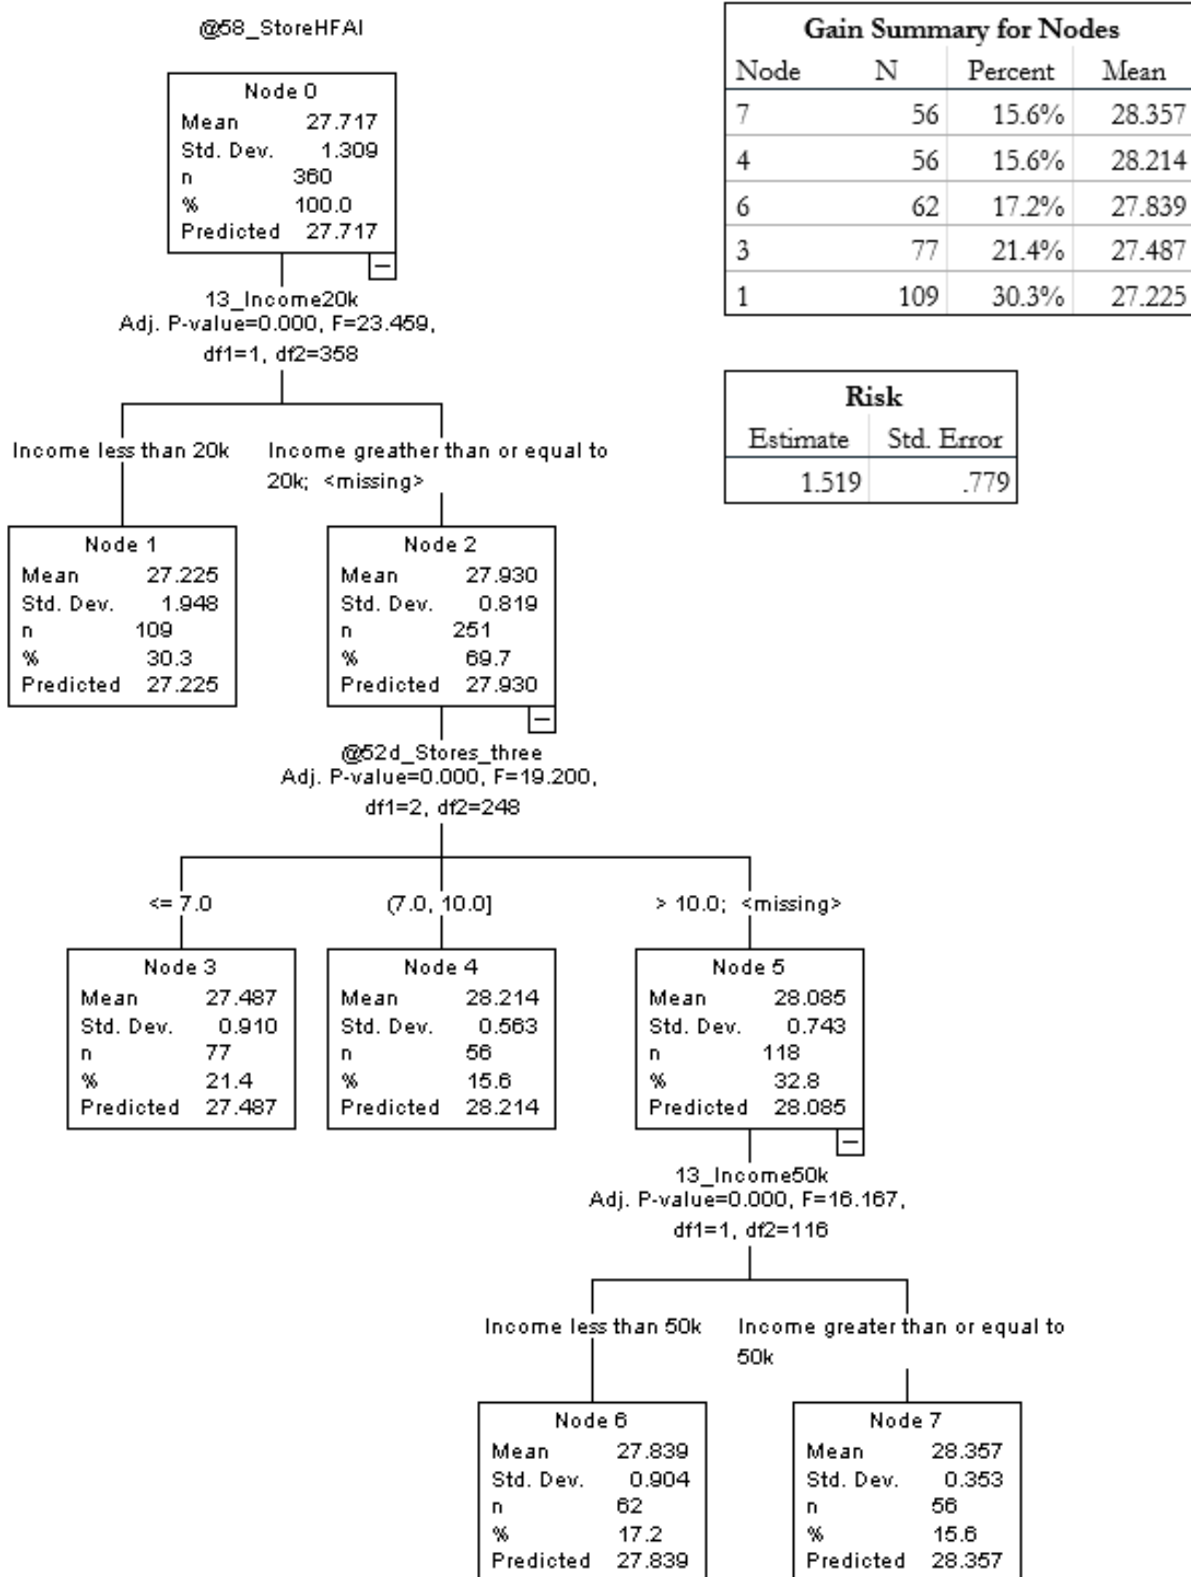 @58_StoreHFAI
Node 0
Mean 27.717
Std. Dev. 1.309
n 360
% 100.0
Predicted 27.717
13_Income20k
Adj. P-value=0.000, F=23.459,
df1=1, df2=358
Income less than 20k
Income greather than or equal to
20k; <missing>
Node 1
Mean 27.225
Std. Dev. 1.948
n 109
% 30.3
Predicted 27.225
Node 2
Mean 27.930
Std. Dev. 0.819
n 251
% 69.7
Predicted 27.930
@52d_Stores_three
Adj. P-value=0.000, F=19.200,
df1=2, df2=248
<= 7.0
(7.0, 10.0]
> 10.0; <missing>
Node 3
Mean 27.487
Std. Dev. 0.910
n 77
% 21.4
Predicted 27.487
Node 4
Mean 28.214
Std. Dev. 0.563
n 56
% 15.6
Predicted 28.214
Node 5
Mean 28.085
Std. Dev. 0.743
n 118
% 32.8
Predicted 28.085
13_Income50k
Adj. P-value=0.000, F=16.167,
df1=1, df2=116
Income less than 50k
Income greater than or equal to
50k
Node 6
Mean 27.839
Std. Dev. 0.904
n 62
% 17.2
Predicted 27.839
Node 7
Mean 28.357
Std. Dev. 0.353
n 56
% 15.6
Predicted 28.357
Gain Summary for Nodes
Node N Percent Mean
7 56 15.6% 28.357
4 56 15.6% 28.214
6 62 17.2% 27.839
3 77 21.4% 27.487
1 109 30.3% 27.225
Risk
Estimate Std. Error
1.519 .779